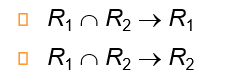 R₁ ∩ R₂ → R₁
R₁ ∩ R₂ → R₂